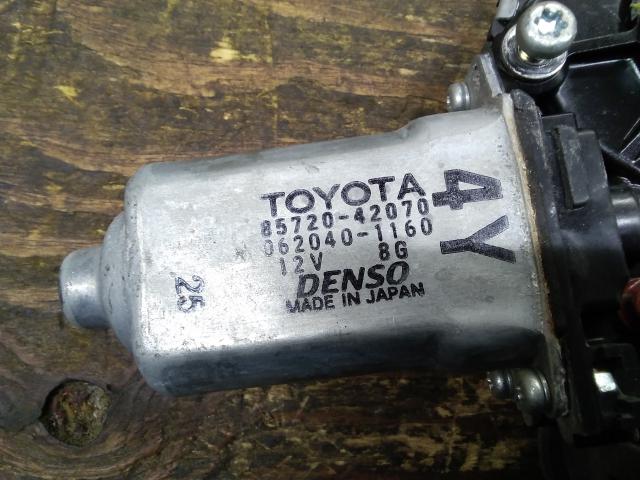 TOYOTA
85720-42070
062040-1160
12V 8G
DENSO
MADE IN JAPAN
4Y
25